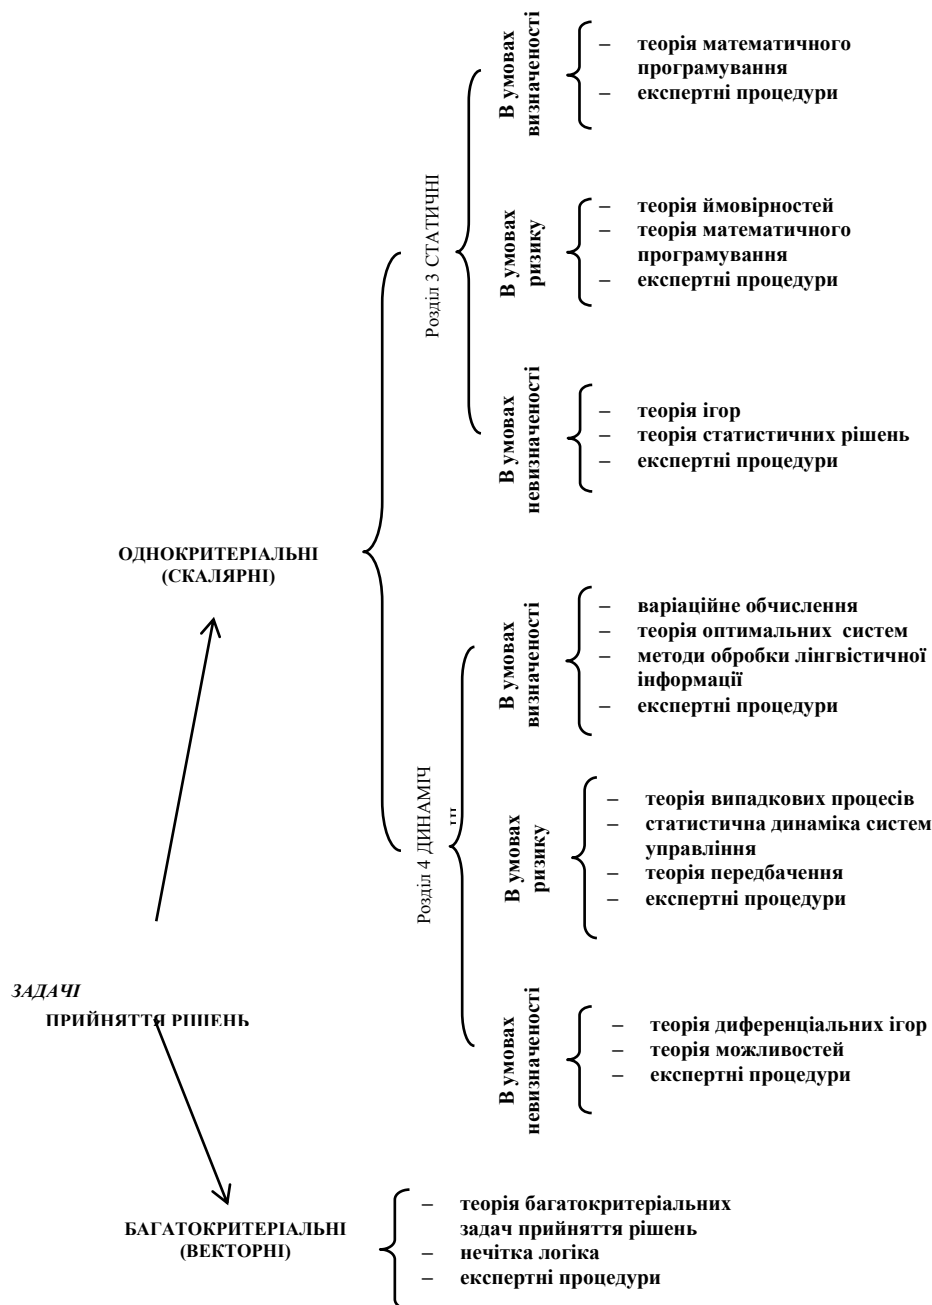 В умовах
визначеності
– теорія математичного
програмування
– експертні процедури
Розділ 3 СТАТИЧНІ
В умовах
ризику
– теорія ймовірностей
– теорія математичного
програмування
– експертні процедури
В умовах
невизначеності
– теорія ігор
– теорія статистичних рішень
– експертні процедури
ОДНОКРИТЕРІАЛЬНІ
(СКАЛЯРНІ)
В умовах
визначеності
– варіаційне обчислення
– теорія оптимальних систем
– методи обробки лінгвістичної
інформації
– експертні процедури
Розділ 4 ДИНАМІЧ
В умовах
ризику
– теорія випадкових процесів
– статистична динаміка систем
управління
– теорія передбачення
– експертні процедури
ЗАДАЧІ
ПРИЙНЯТТЯ РІШЕНЬ
В умовах
невизначеності
– теорія диференціальних ігор
– теорія можливостей
– експертні процедури
БАГАТОКРИТЕРІАЛЬНІ
(ВЕКТОРНІ)
– теорія багатокритеріальних
задач прийняття рішень
– нечітка логіка
– експертні процедури